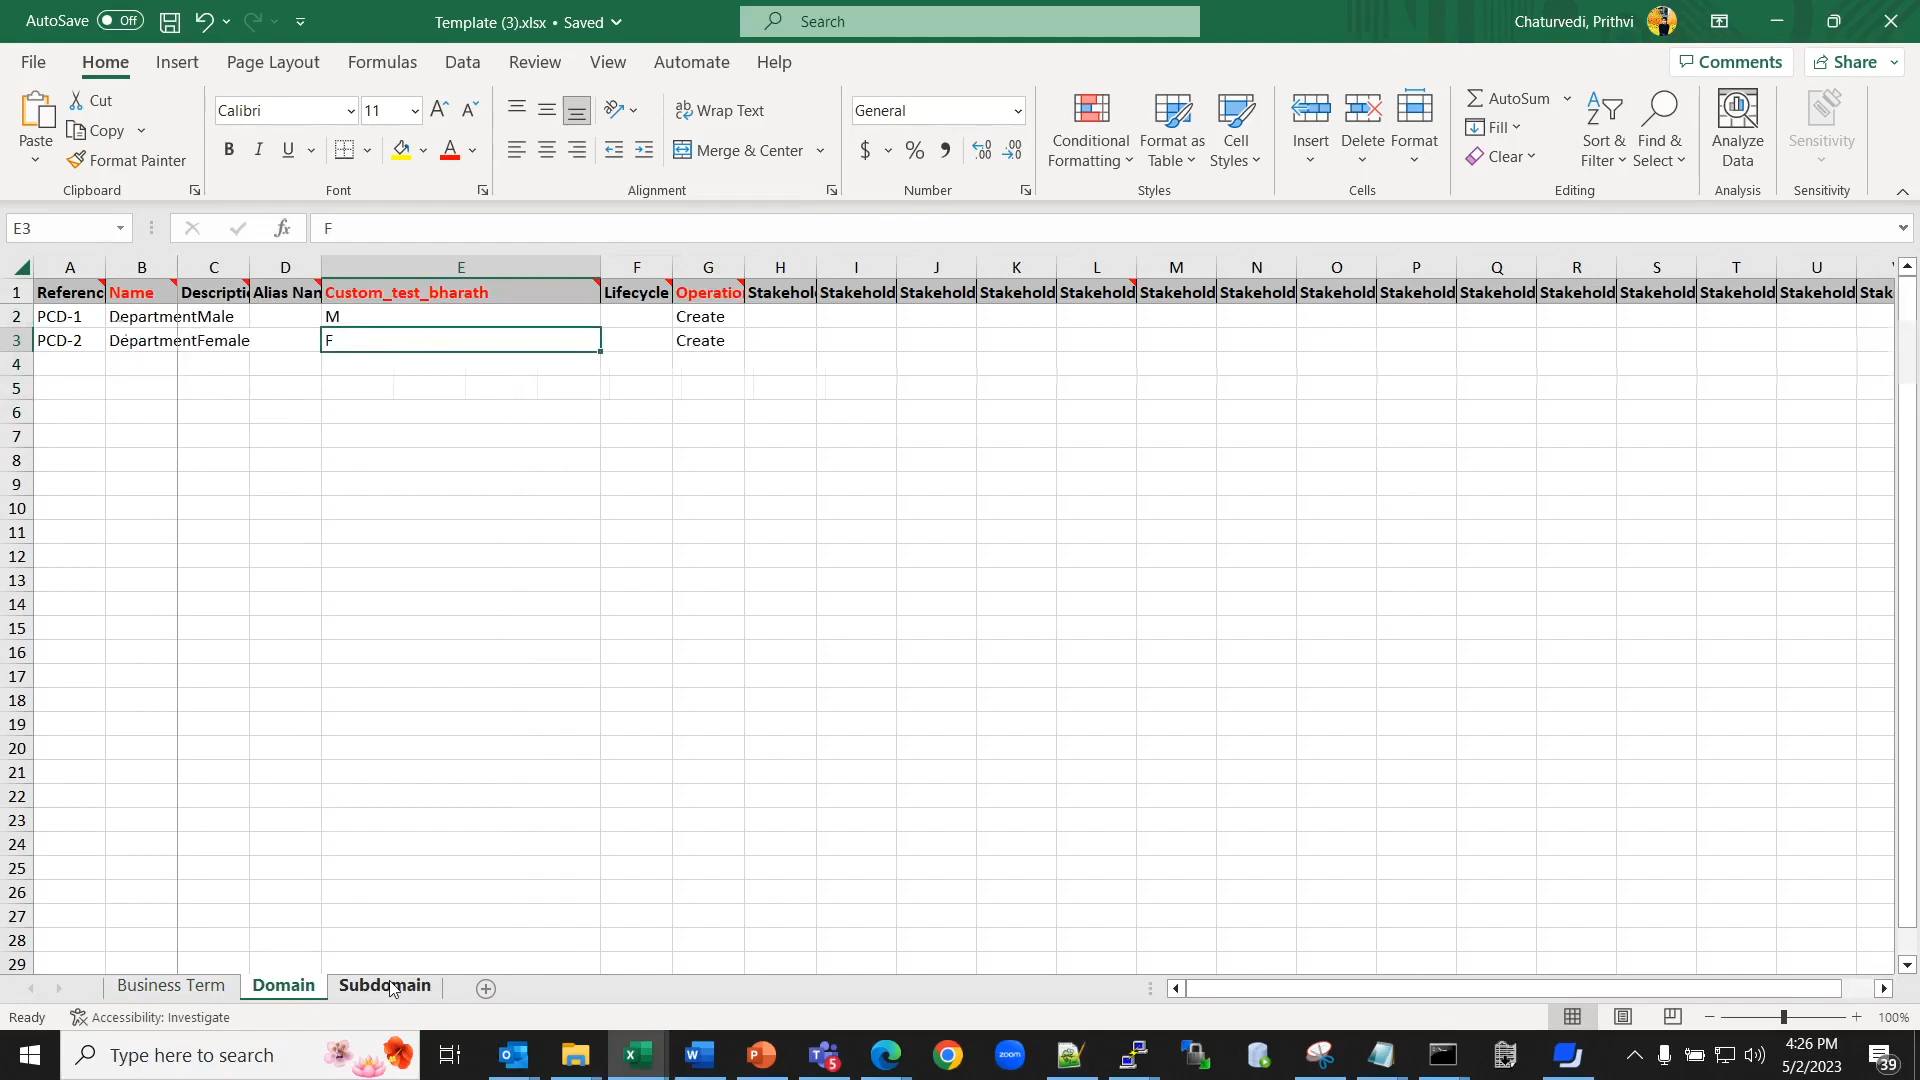 AutoSave Off Template (3).xlsx • Saved Search Chaturvedi, Prithvi
File Home Insert Page Layout Formulas Data Review View Automate Help Comments Share
Paste Cut Copy Format Painter
Calibri 11
B I U A
Wrap Text
Merge & Center
General
$ % 9
Conditional Formatting
Format as Table
Cell Styles
Insert Delete Format
AutoSum
Fill
Clear
Sort & Filter
Find & Select
Analyze Data
Sensitivity
Clipboard Font Alignment Number Styles Cells Editing Analysis Sensitivity
E3 fx F
A B C D E F G H I J K L M N O P Q R S T U
1 Referenc Name Descripti Alias Nan Custom_test_bharath Lifecycle Operatio Stakehol Stakehold Stakehold Stakehold Stakehold Stakehold Stakehold Stakehold Stakehold Stakehold Stakehold Stakehold Stakehold Stakehold Stak
2 PCD-1 DepartmentMale M Create
3 PCD-2 DepartmentFemale F Create
4
5
6
7
8
9
10
11
12
13
14
15
16
17
18
19
20
21
22
23
24
25
26
27
28
29
Business Term Domain Subdomain
Ready Accessibility: Investigate 100%
Type here to search zoom 4:26 PM
5/2/2023 39